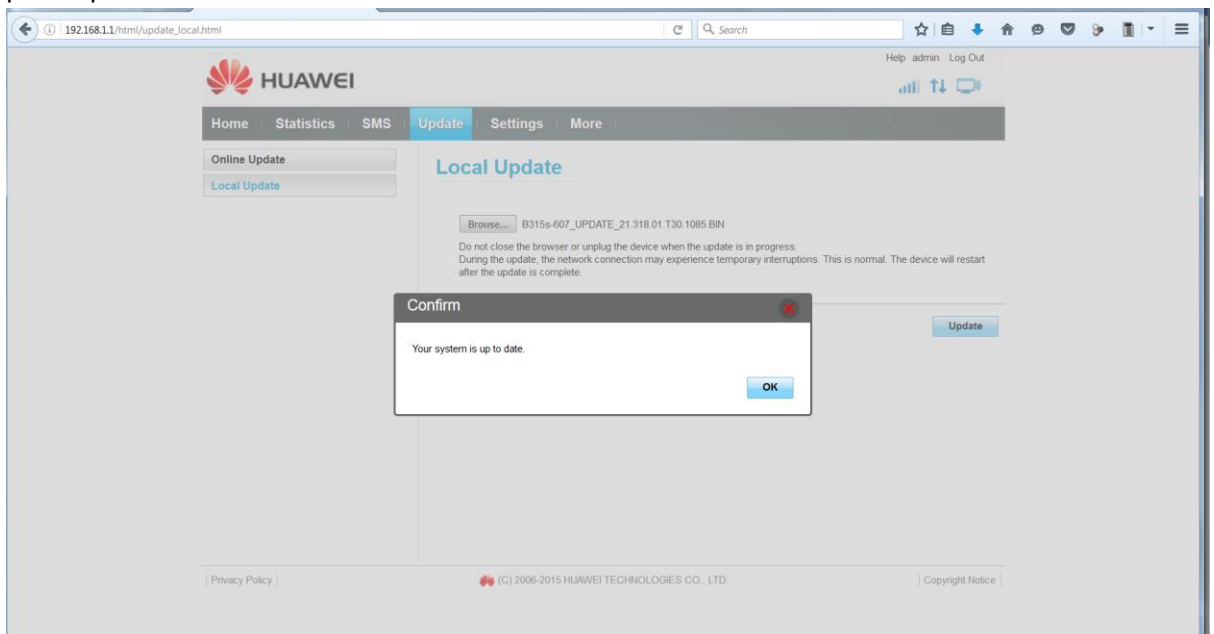 192.168.1.1/html/update_local.html
Search
Help admin Log Out
HUAWEI
Home Statistics SMS Update Settings More
Online Update
Local Update
Local Update
Browse... B315s-607_UPDATE_21.318.01.T30.1085.BIN
Do not close the browser or unplug the device when the update is in progress.
During the update, the network connection may experience temporary interruptions. This is normal. The device will restart
after the update is complete.
Confirm
Update
Your system is up to date.
OK
Privacy Policy
(C) 2006-2015 HUAWEI TECHNOLOGIES CO., LTD.
Copyright Notice